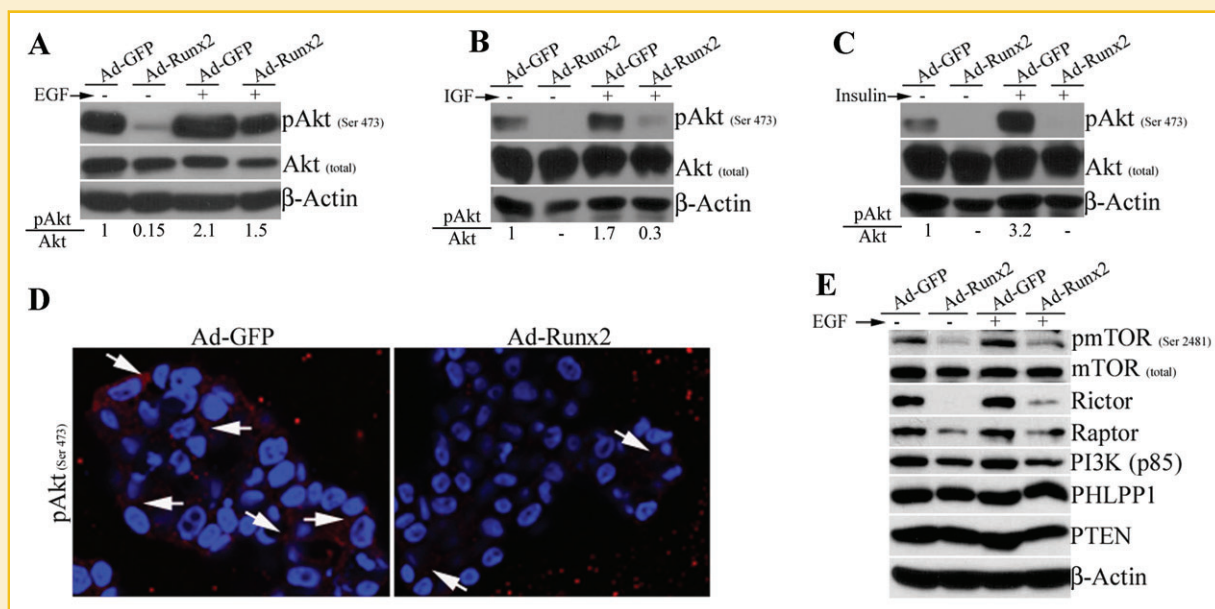 A
Ad-GFP Ad-Runx2 Ad-GFP Ad-Runx2
EGF - - + +
pAkt (Ser 473)
Akt (total)
β-Actin
pAkt
Akt 1 0.15 2.1 1.5
B
Ad-GFP Ad-Runx2 Ad-GFP Ad-Runx2
IGF - - + +
pAkt (Ser 473)
Akt (total)
β-Actin
pAkt
Akt 1 - 1.7 0.3
C
Ad-GFP Ad-Runx2 Ad-GFP Ad-Runx2
Insulin - - + +
pAkt (Ser 473)
Akt (total)
β-Actin
pAkt
Akt 1 - 3.2 -
D
Ad-GFP Ad-Runx2
pAkt (Ser 473)
E
Ad-GFP Ad-Runx2 Ad-GFP Ad-Runx2
EGF - - + +
pmTOR (Ser 2481)
mTOR (total)
Rictor
Raptor
PI3K (p85)
PHLPP1
PTEN
β-Actin